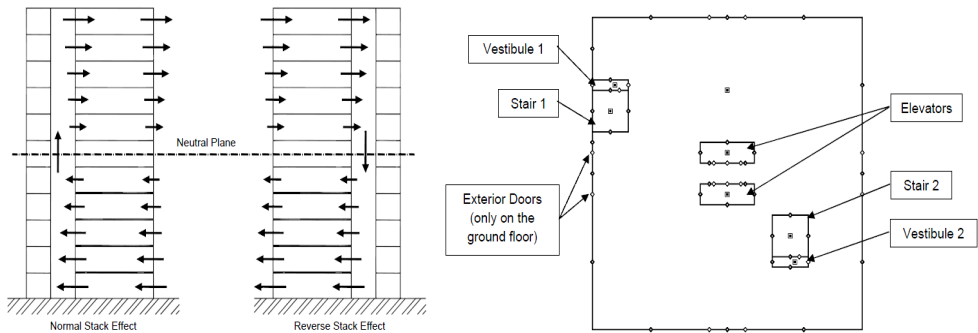 Neutral Plane
Normal Stack Effect
Reverse Stack Effect
Vestibule 1
Stair 1
Exterior Doors
(only on the
ground floor)
Elevators
Stair 2
Vestibule 2